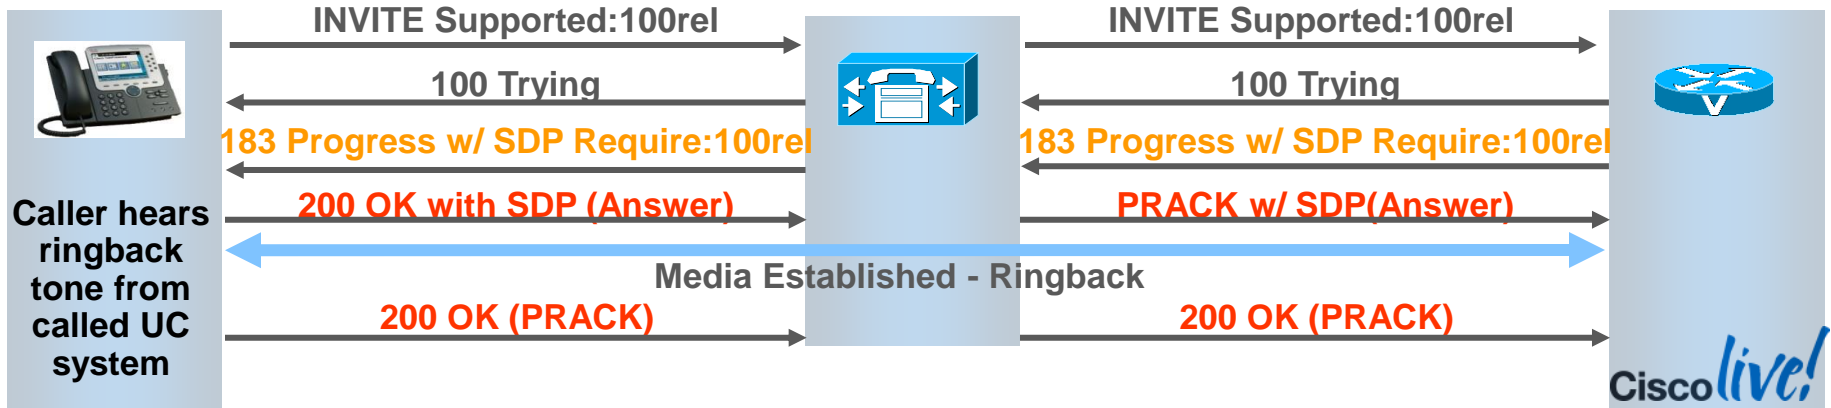 INVITE Supported:100rel
INVITE Supported:100rel
100 Trying
100 Trying
183 Progress w/ SDP Require:100rel
183 Progress w/ SDP Require:100rel
200 OK with SDP (Answer)
PRACK w/ SDP(Answer)
Caller hears
ringback
tone from
called UC
system
Media Established - Ringback
200 OK (PRACK)
200 OK (PRACK)
V
Cisco live!